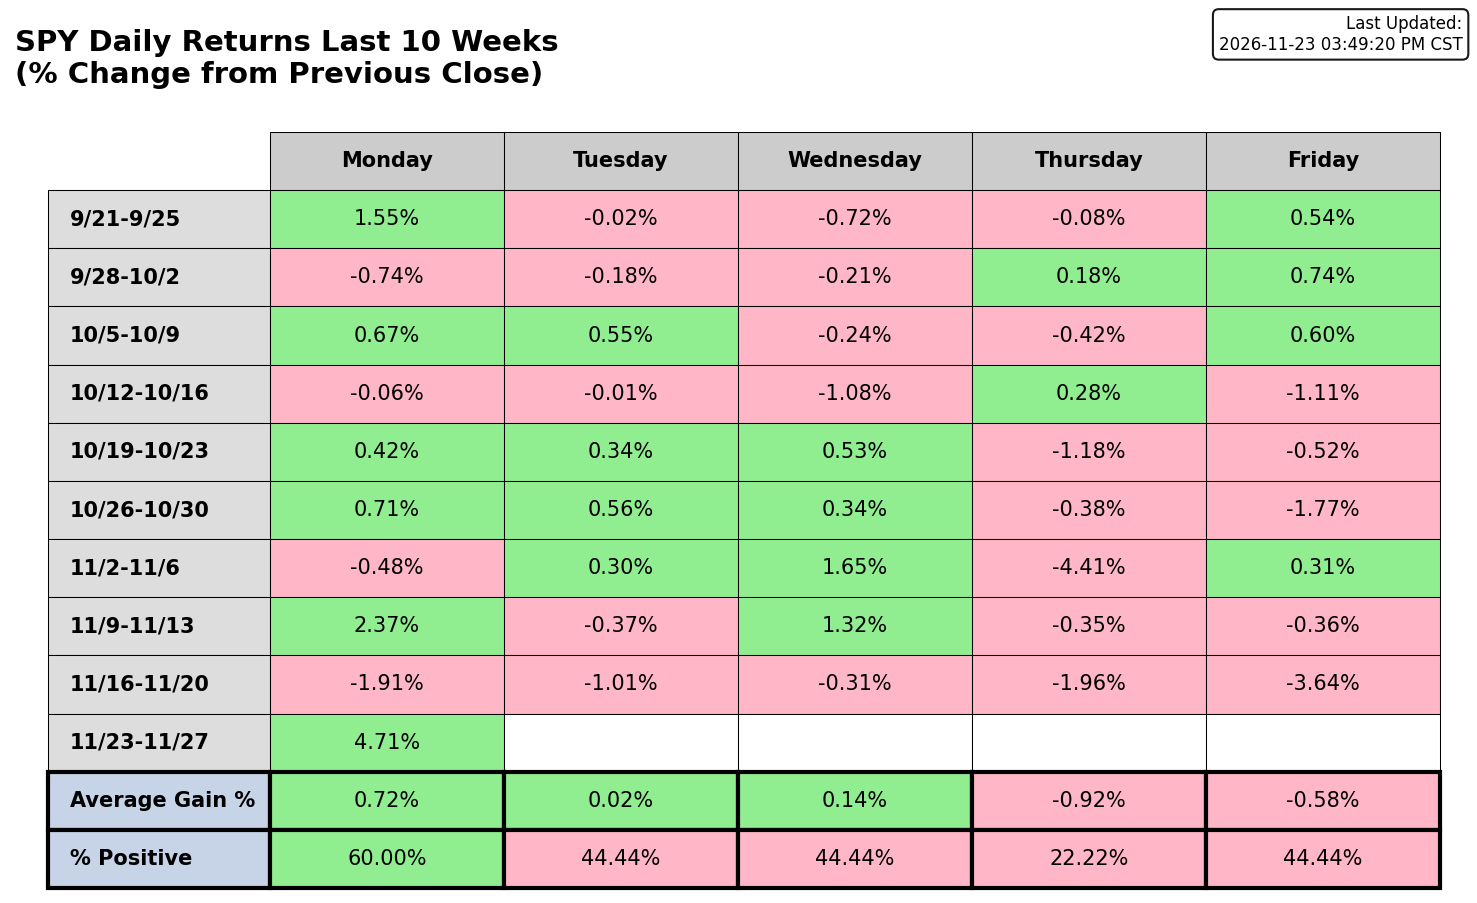 SPY Daily Returns Last 10 Weeks
(% Change from Previous Close)
Last Updated:
2026-11-23 03:49:20 PM CST
Monday Tuesday Wednesday Thursday Friday
9/21-9/25 1.55% -0.02% -0.72% -0.08% 0.54%
9/28-10/2 -0.74% -0.18% -0.21% 0.18% 0.74%
10/5-10/9 0.67% 0.55% -0.24% -0.42% 0.60%
10/12-10/16 -0.06% -0.01% -1.08% 0.28% -1.11%
10/19-10/23 0.42% 0.34% 0.53% -1.18% -0.52%
10/26-10/30 0.71% 0.56% 0.34% -0.38% -1.77%
11/2-11/6 -0.48% 0.30% 1.65% -4.41% 0.31%
11/9-11/13 2.37% -0.37% 1.32% -0.35% -0.36%
11/16-11/20 -1.91% -1.01% -0.31% -1.96% -3.64%
11/23-11/27 4.71%
Average Gain % 0.72% 0.02% 0.14% -0.92% -0.58%
% Positive 60.00% 44.44% 44.44% 22.22% 44.44%